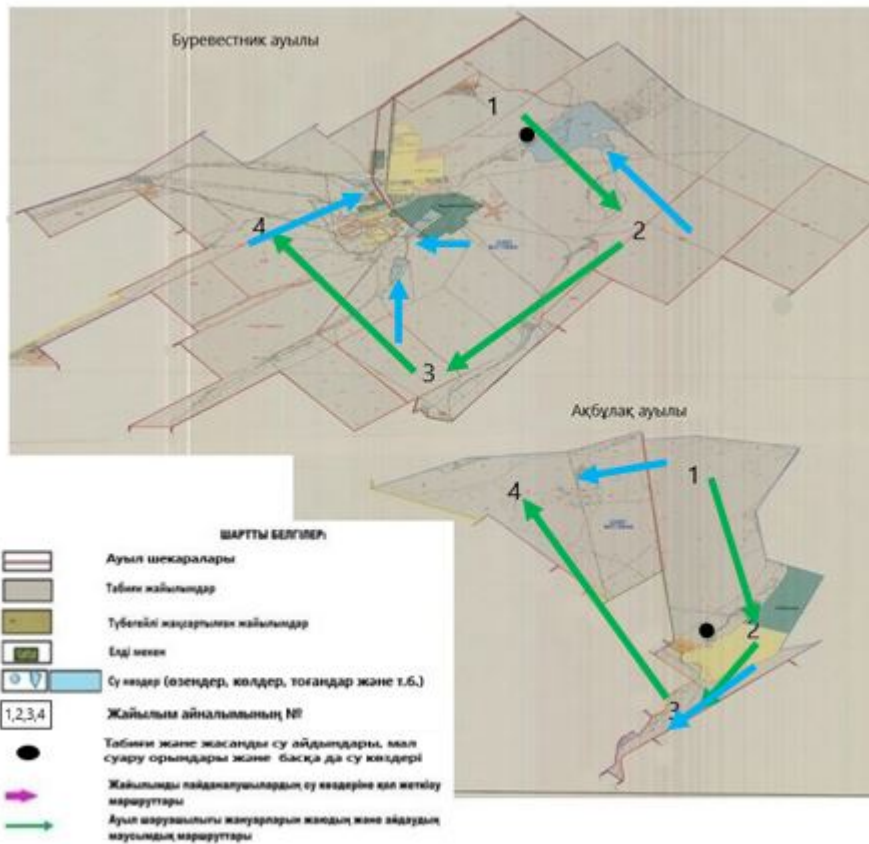 Буревестник ауылы
1
2
4
3
Ақбұлақ ауылы
1
4
2
3
ШАРТТЫ БЕЛГІЛЕР:
Ауыл шекаралары
Табиғи жайылымдар
Түбегейлі жақсартылған жайылымдар
Елді мекен
Су көздер (өзендер, көлдер, тоғандар және т.б.)
1,2,3,4 Жайылым айналымының №
Табиғи және жасанды су айдындары, мал
суару орындары және басқа да су көздері
Жайылымды пайдаланушылардың су көздеріне қол жеткізу
маршруттары
Ауыл шаруашылығы жануарларын жаюдың және айдаудың
маусымдық маршруттары